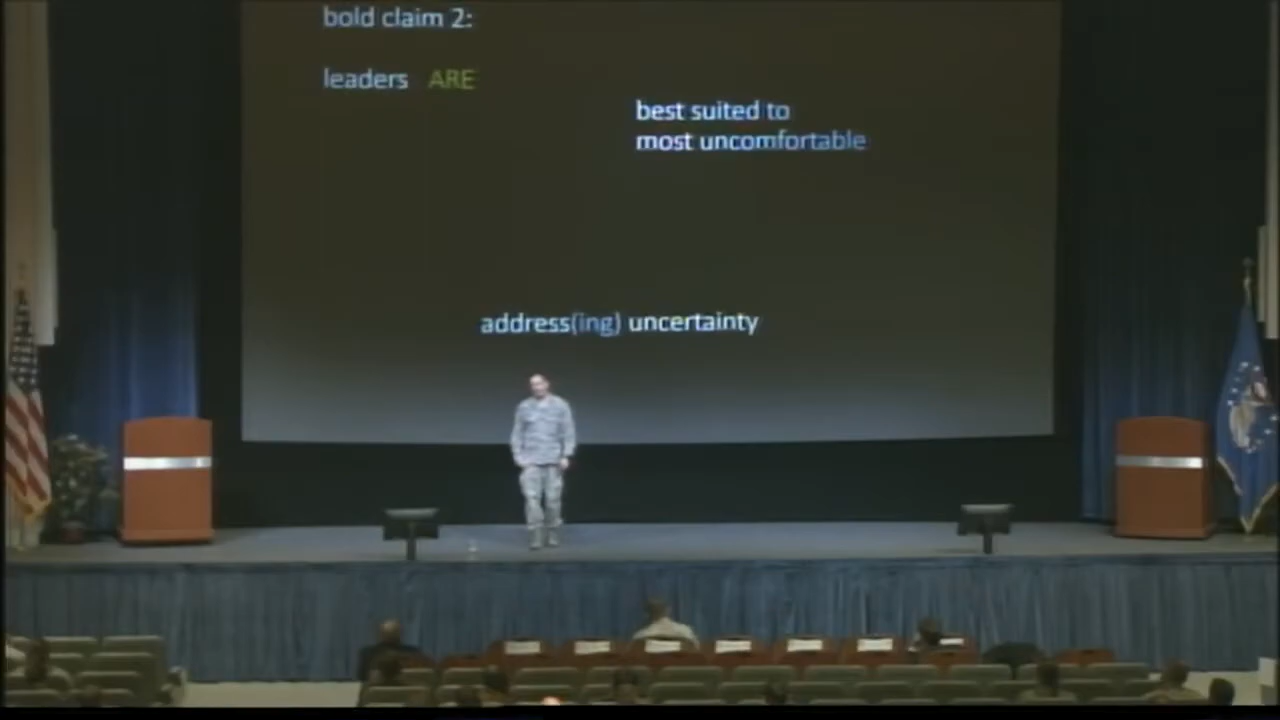 bold claim 2:
leaders ARE
best suited to
most uncomfortable
address(ing) uncertainty